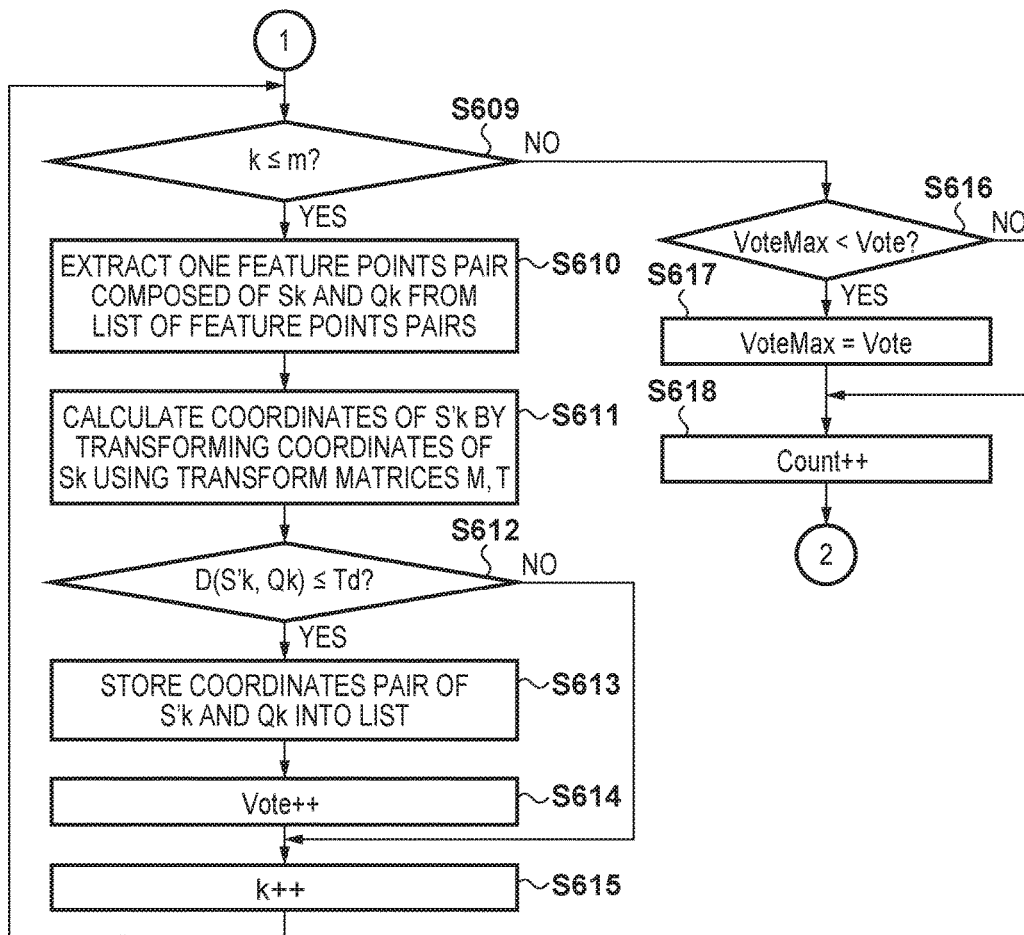 1
S609
k ≤ m?
NO
YES
EXTRACT ONE FEATURE POINTS PAIR
COMPOSED OF Sk AND Qk FROM
LIST OF FEATURE POINTS PAIRS
S610
CALCULATE COORDINATES OF S'k BY
TRANSFORMING COORDINATES OF
Sk USING TRANSFORM MATRICES M, T
S611
S612
D(S'k, Qk) ≤ Td?
NO
YES
STORE COORDINATES PAIR OF
S'k AND Qk INTO LIST
S613
Vote++
S614
k++
S615
S616
VoteMax < Vote?
NO
YES
S617
VoteMax = Vote
S618
Count++
2